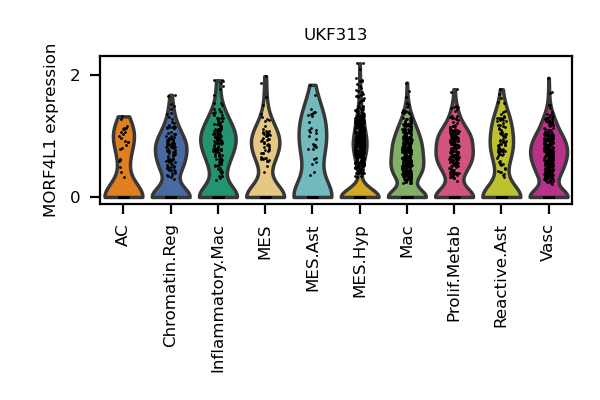 UKF313
MORF4L1 expression
2
0
AC
Chromatin.Reg
Inflammatory.Mac
MES
MES.Ast
MES.Hyp
Mac
Prolif.Metab
Reactive.Ast
Vasc